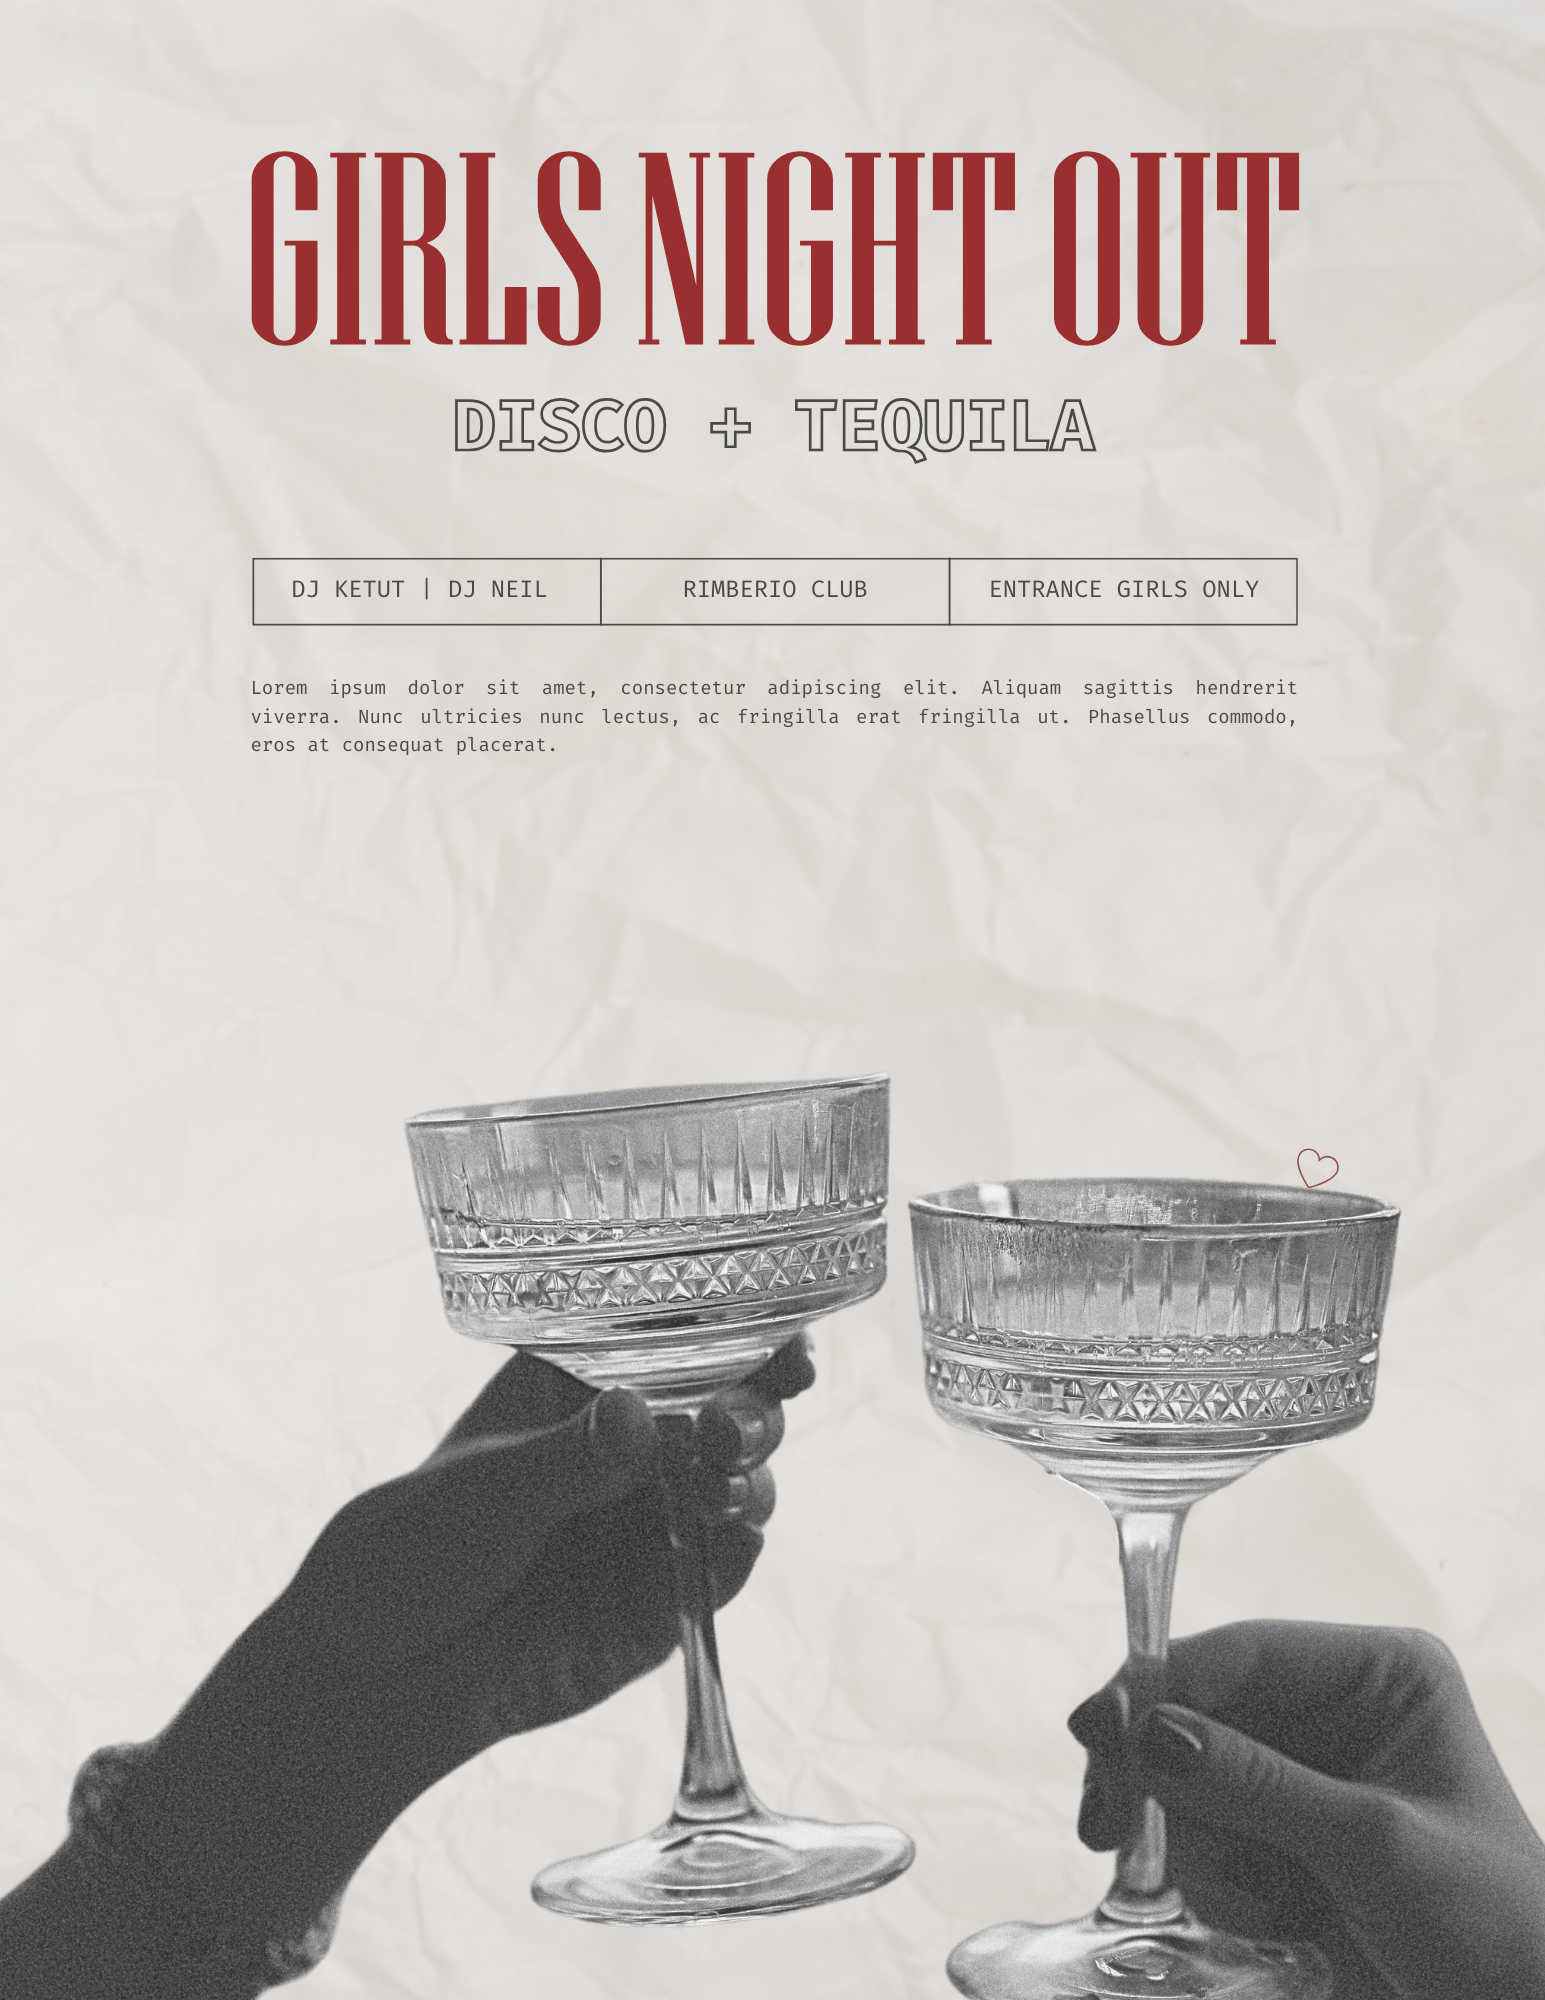 GIRLS NIGHT OUT
DISCO + TEQUILA
DJ KETUT | DJ NEIL
RIMBERIO CLUB
ENTRANCE GIRLS ONLY
Lorem ipsum dolor sit amet, consectetur adipiscing elit. Aliquam sagittis hendrerit
viverra. Nunc ultricies nunc lectus, ac fringilla erat fringilla ut. Phasellus commodo,
eros at consequat placerat.